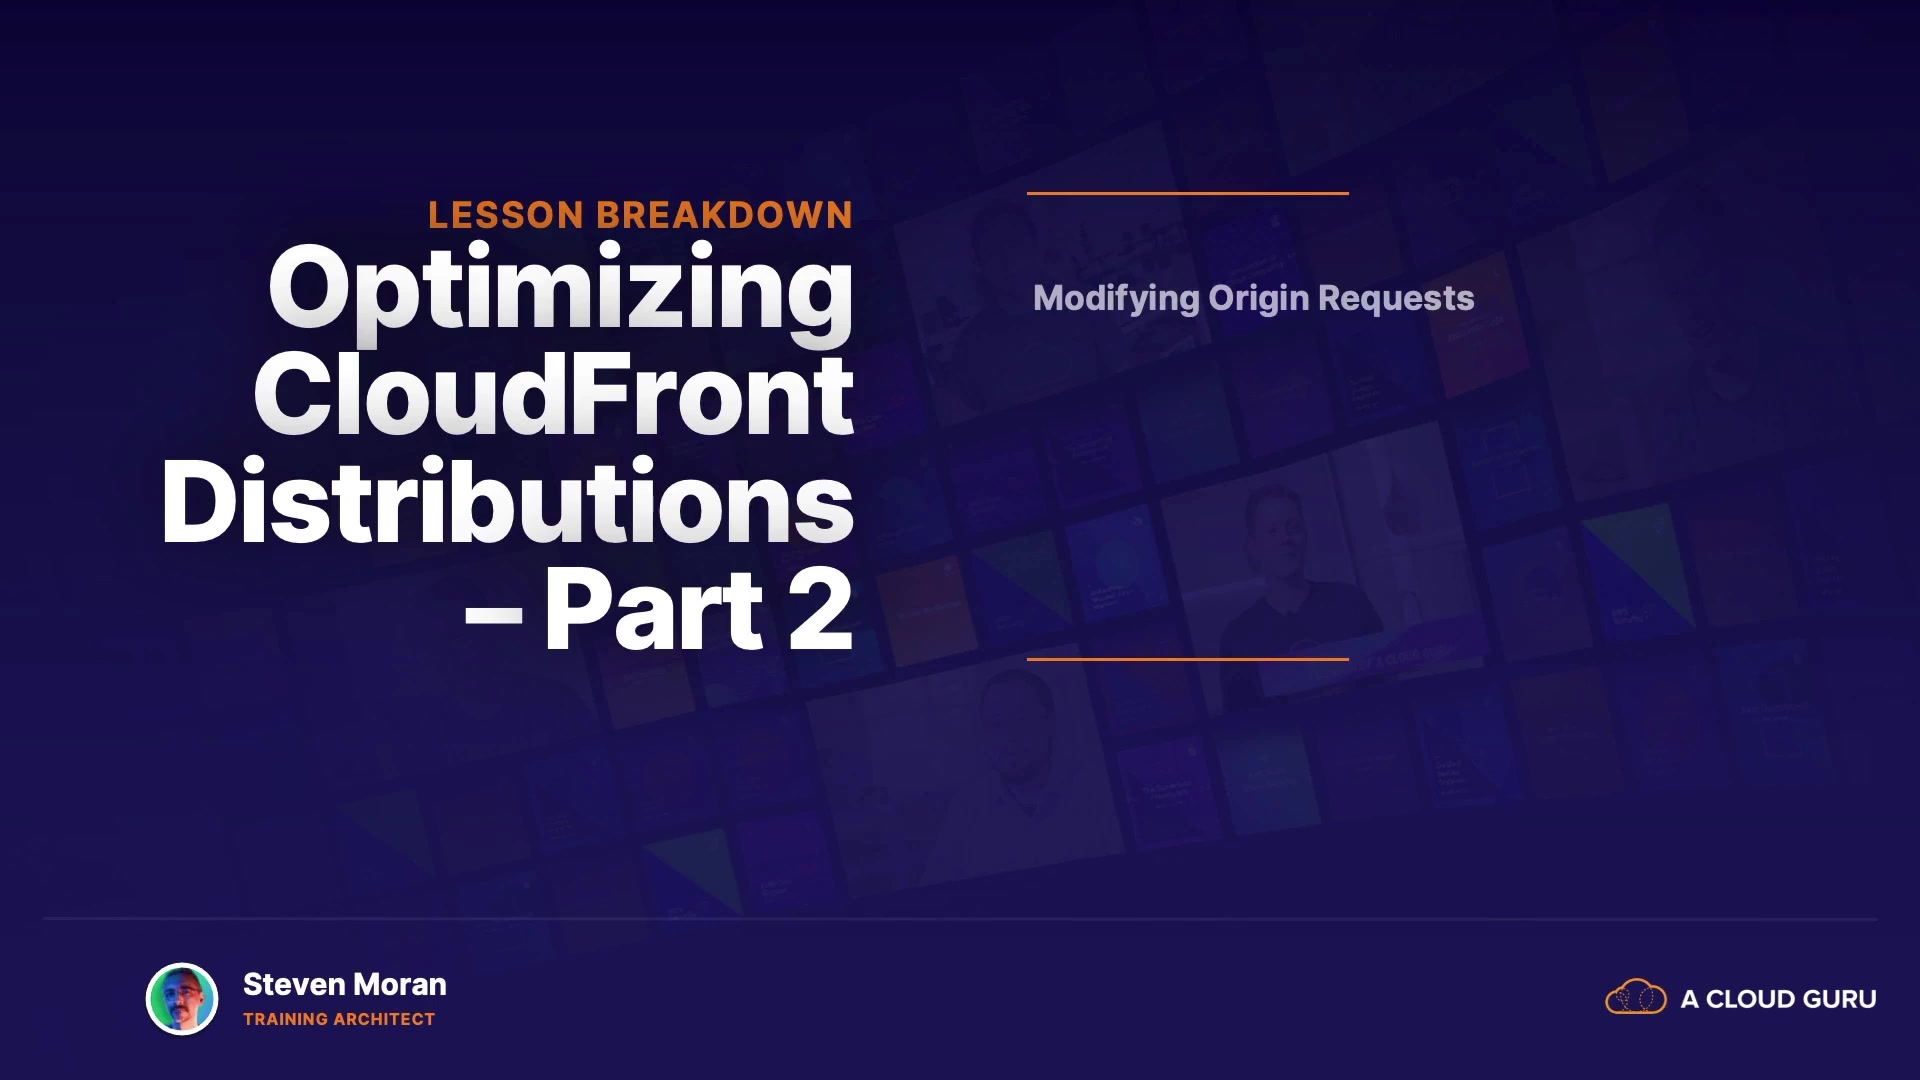 LESSON BREAKDOWN
Optimizing
CloudFront
Distributions
– Part 2
Modifying Origin Requests
Steven Moran
TRAINING ARCHITECT
A CLOUD GURU